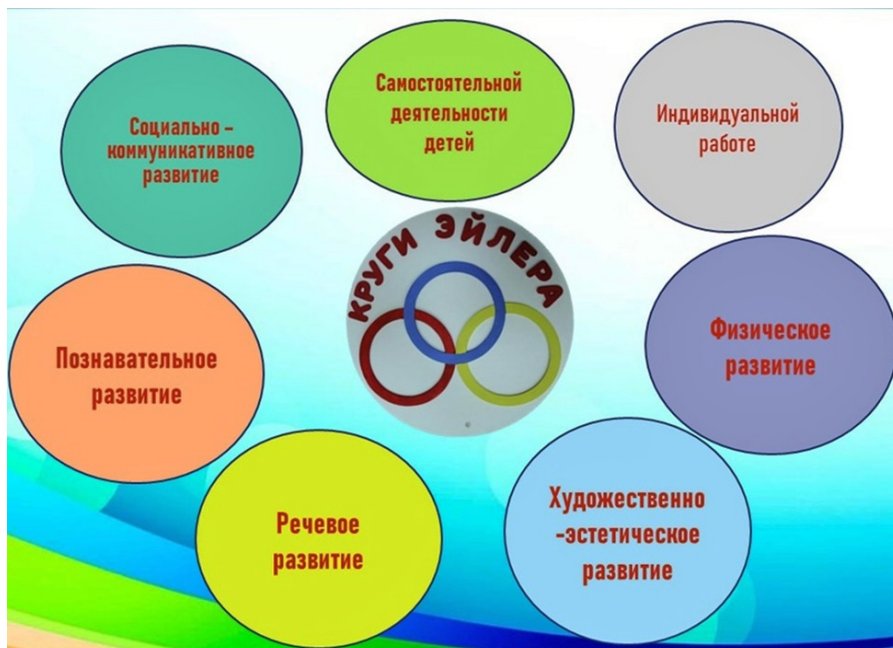 Социально –
коммуникативное
развитие
Самостоятельной
деятельности
детей
Индивидуальной
работе
КРУГИ ЭЙЛЕРА
Познавательное
развитие
Физическое
развитие
Речевое
развитие
Художественно
-эстетическое
развитие